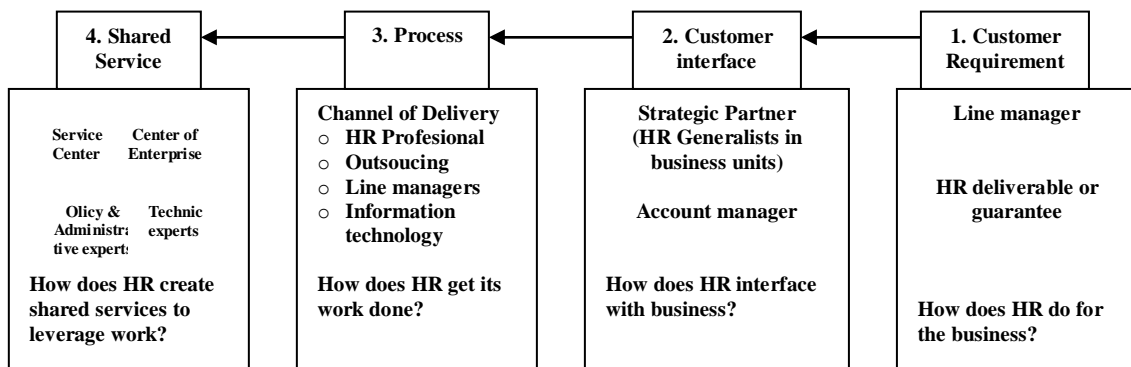 4. Shared
Service
Service
Center
Center of
Enterprise
Olicy &
Administra
tive experts
Technic
experts
How does HR create
shared services to
leverage work?
3. Process
Channel of Delivery
o HR Profesional
o Outsoucing
o Line managers
o Information
technology
How does HR get its
work done?
2. Customer
interface
Strategic Partner
(HR Generalists in
business units)
Account manager
How does HR interface
with business?
1. Customer
Requirement
Line manager
HR deliverable or
guarantee
How does HR do for
the business?